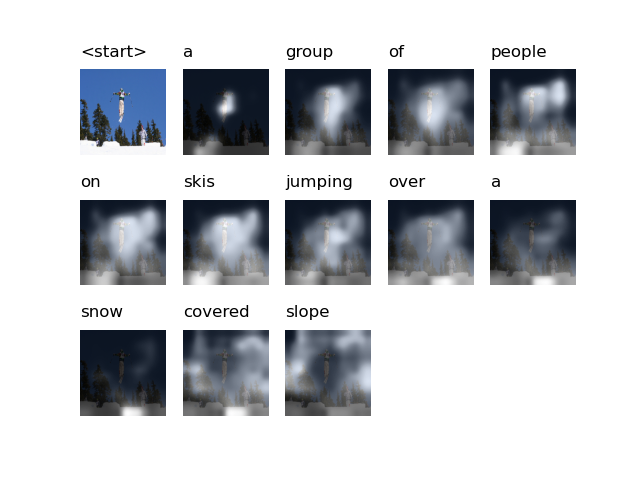 <start> a group of people
on skis jumping over a
snow covered slope